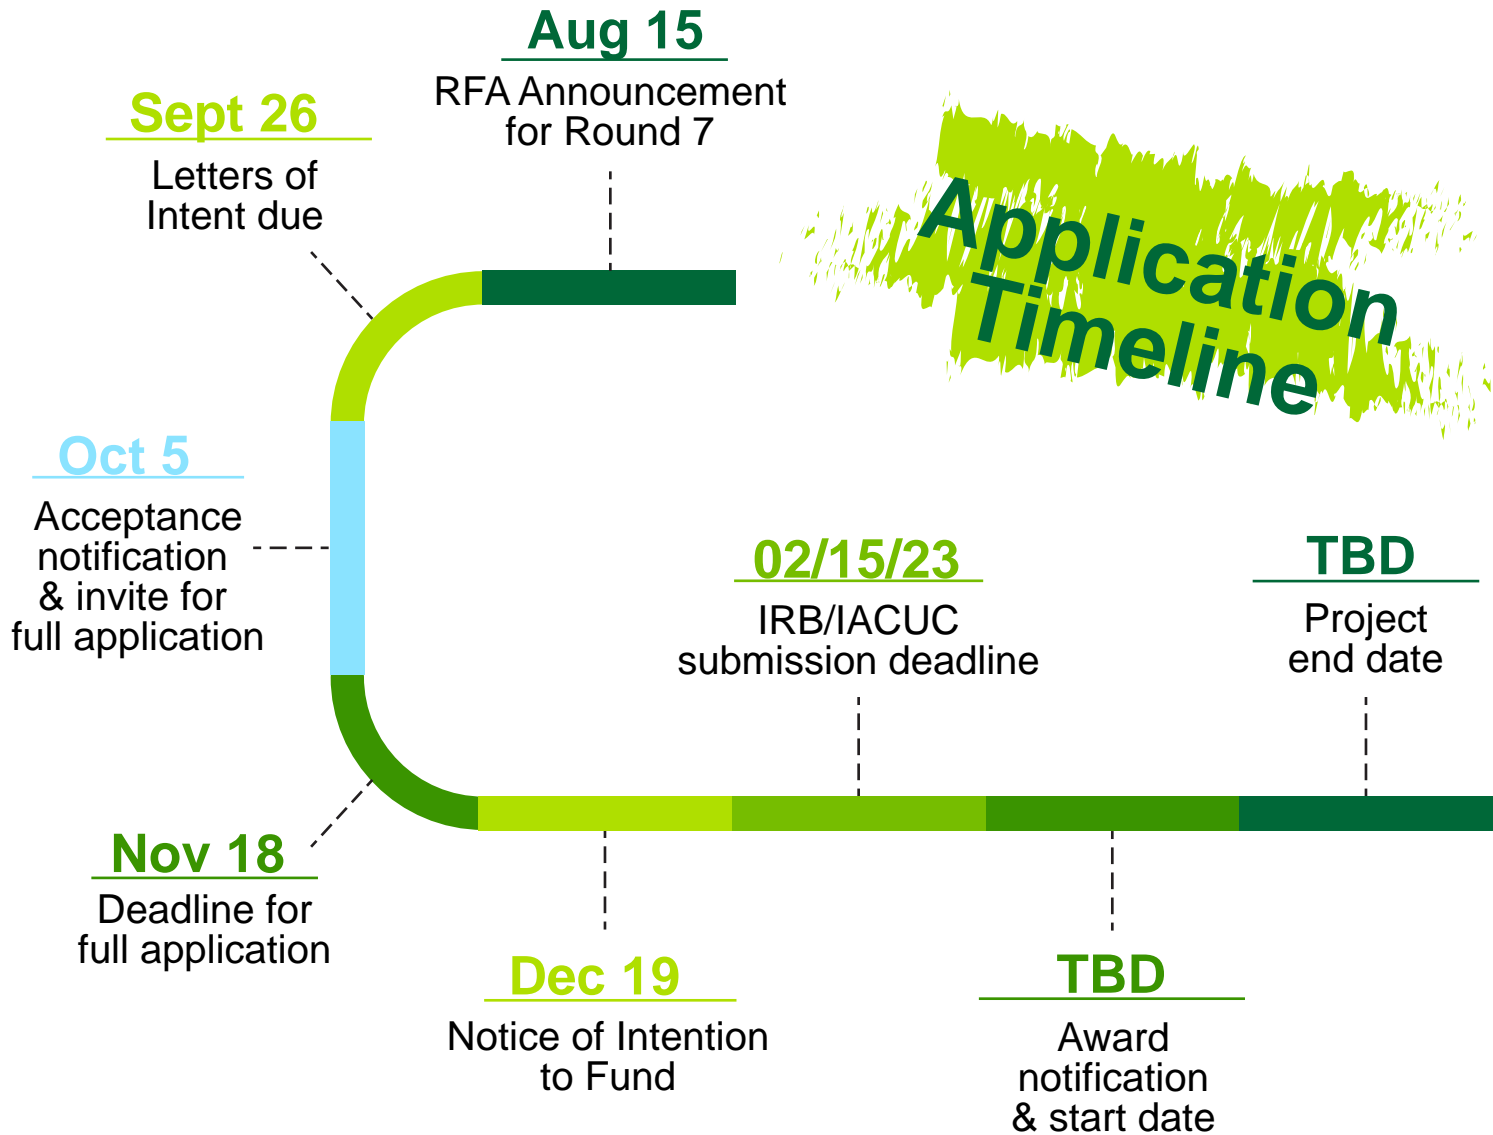 Application
Timeline
Aug 15
RFA Announcement
for Round 7
Sept 26
Letters of
Intent due
Oct 5
Acceptance
notification
& invite for
full application
Nov 18
Deadline for
full application
Dec 19
Notice of Intention
to Fund
02/15/23
IRB/IACUC
submission deadline
TBD
Award
notification
& start date
TBD
Project
end date